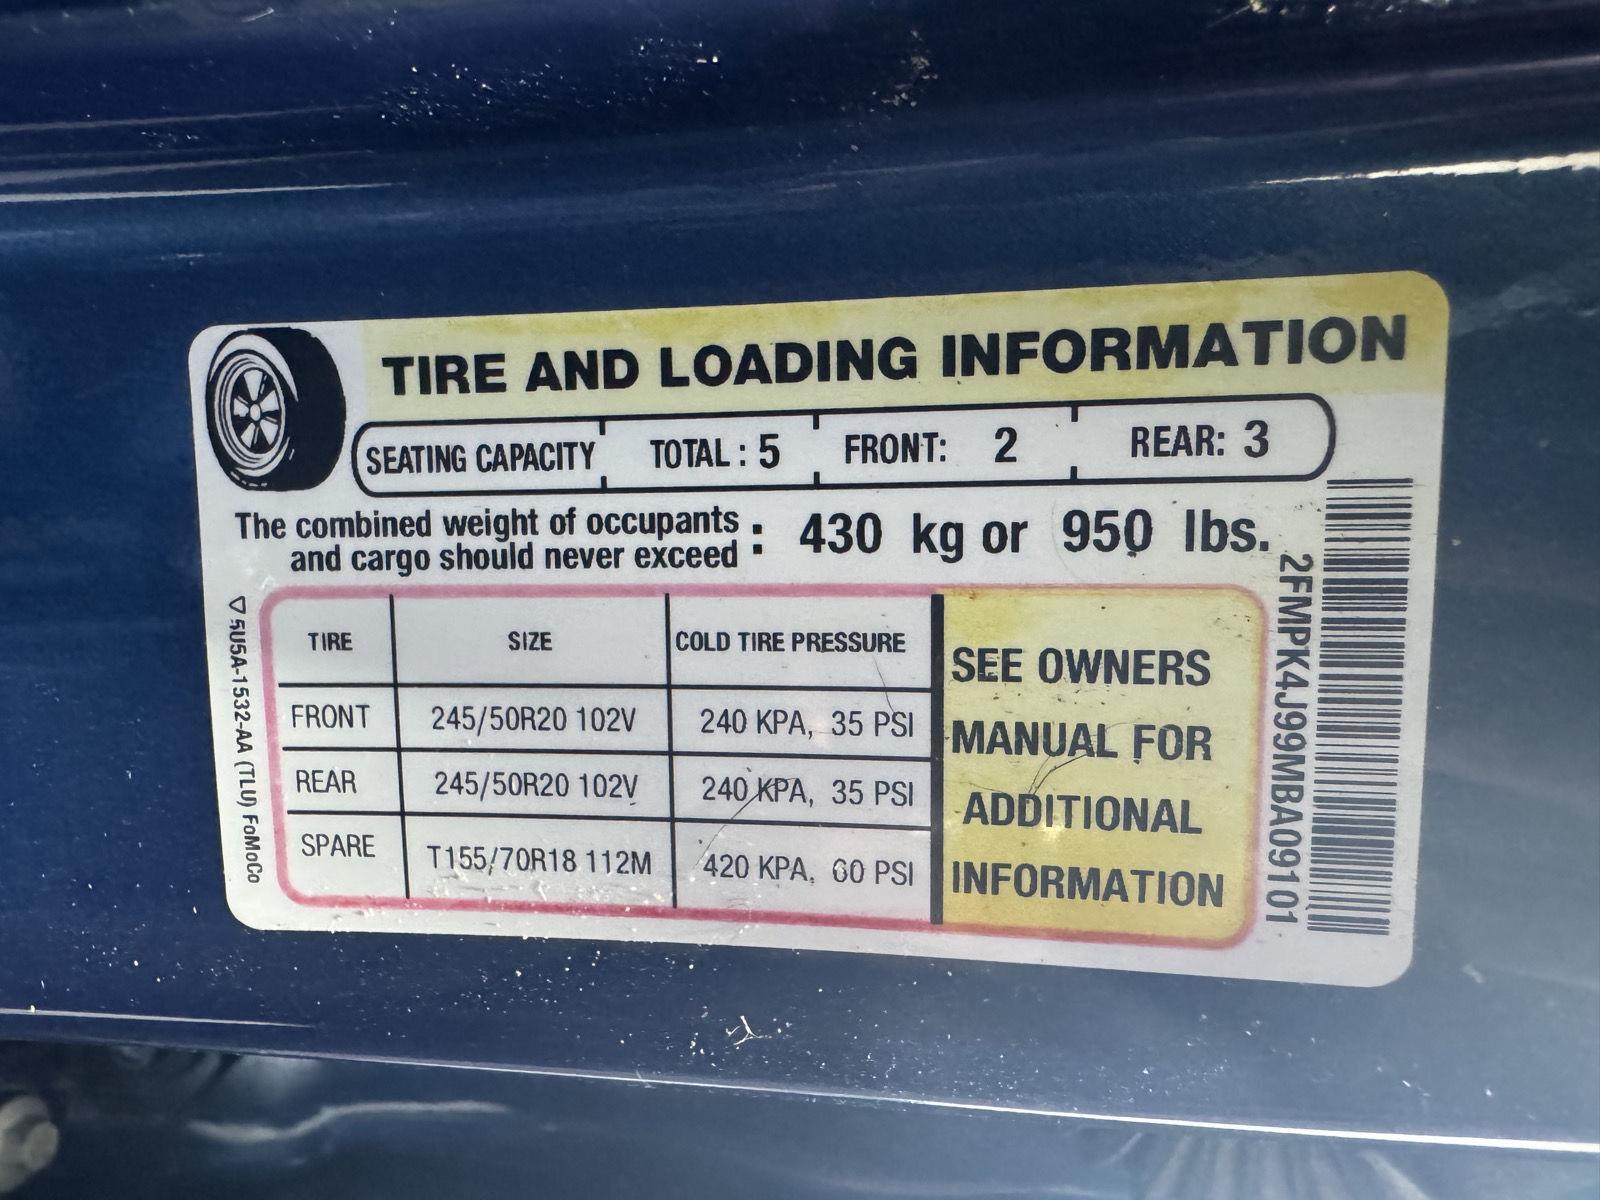 TIRE AND LOADING INFORMATION
SEATING CAPACITY TOTAL : 5 FRONT: 2 REAR: 3
The combined weight of occupants
and cargo should never exceed : 430 kg or 950 lbs.
TIRE SIZE COLD TIRE PRESSURE
FRONT 245/50R20 102V 240 KPA, 35 PSI
REAR 245/50R20 102V 240 KPA, 35 PSI
SPARE T155/70R18 112M 420 KPA, 60 PSI
SEE OWNERS
MANUAL FOR
ADDITIONAL
INFORMATION
5U5A-1532-AA (TLU) FoMoCo
2FMPK4J99MBA09101